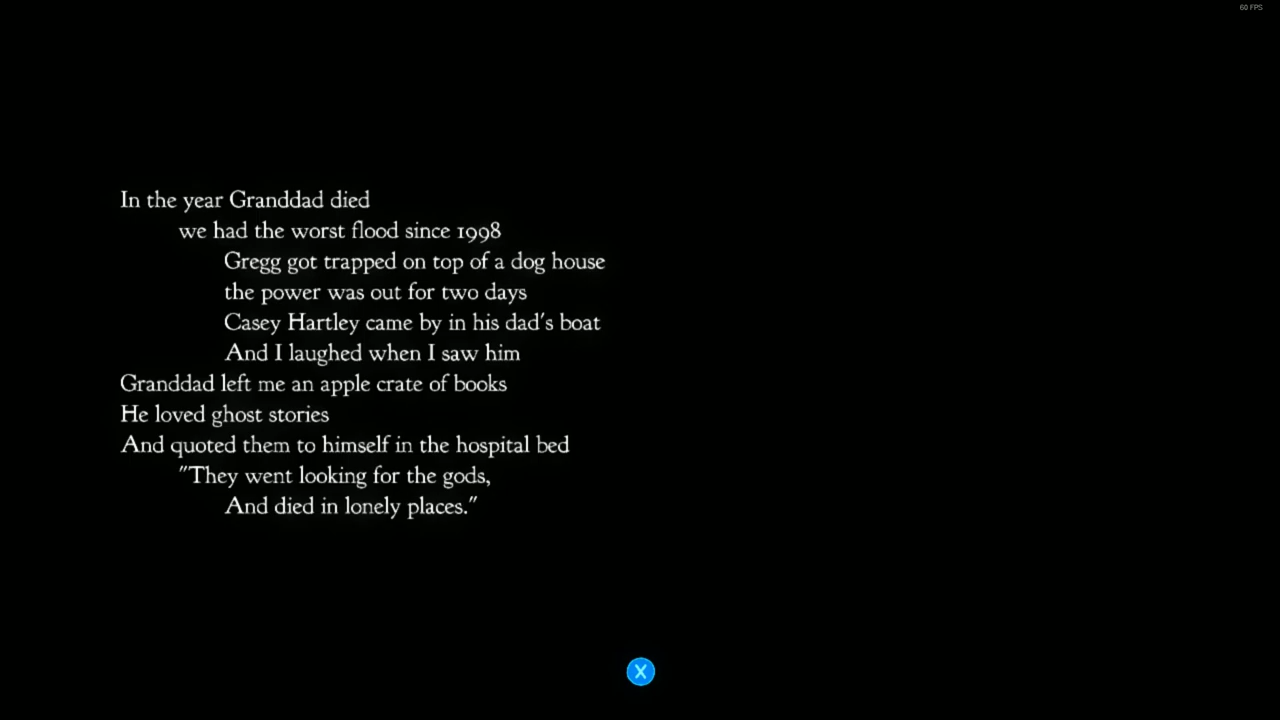 60 FPS
In the year Granddad died
we had the worst flood since 1998
Gregg got trapped on top of a dog house
the power was out for two days
Casey Hartley came by in his dad's boat
And I laughed when I saw him
Granddad left me an apple crate of books
He loved ghost stories
And quoted them to himself in the hospital bed
"They went looking for the gods,
And died in lonely places."
X